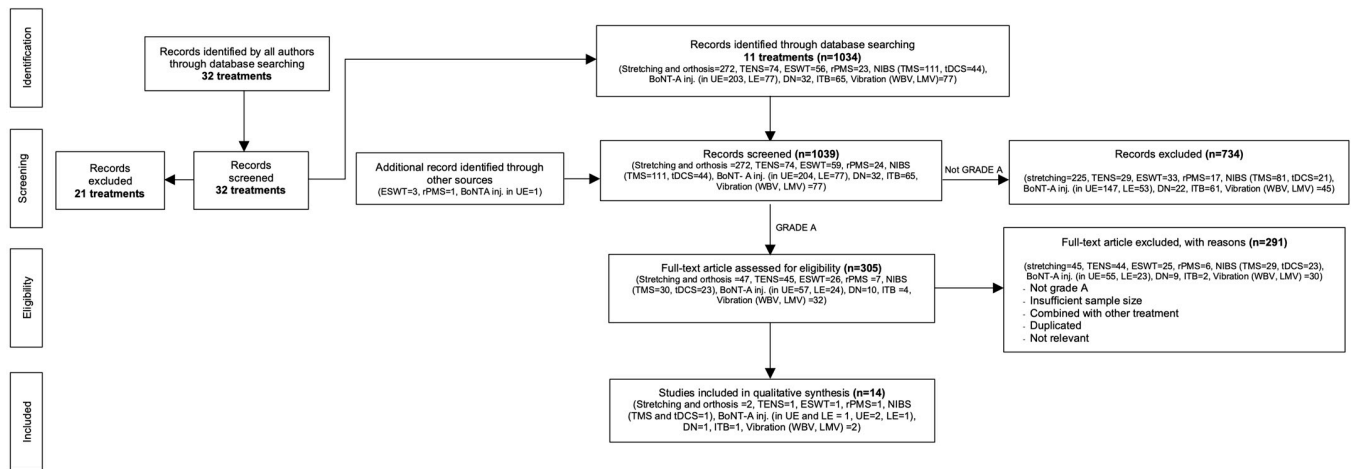 Identification
Records identified by all authors
through database searching
32 treatments
Records identified through database searching
11 treatments (n=1034)
(Stretching and orthosis=272, TENS=74, ESWT=56, rPMS=23, NIBS (TMS=111, tDCS=44),
BoNT-A inj. (in UE=203, LE=77), DN=32, ITB=65, Vibration (WBV, LMV)=77)
Screening
Records
excluded
21 treatments
Records
screened
32 treatments
Additional record identified through
other sources
(ESWT=3, rPMS=1, BoNTA inj. in UE=1)
Records screened (n=1039)
(Stretching and orthosis =272, TENS=74, ESWT=59, rPMS=24, NIBS
(TMS=111, tDCS=44), BoNT- A inj. (in UE=204, LE=77), DN=32, ITB=65,
Vibration (WBV, LMV) =77)
Not GRADE A
Records excluded (n=734)
(stretching=225, TENS=29, ESWT=33, rPMS=17, NIBS (TMS=81, tDCS=21),
BoNT-A inj. (in UE=147, LE=53), DN=22, ITB=61, Vibration (WBV, LMV) =45)
GRADE A
Eligibility
Full-text article assessed for eligibility (n=305)
(Stretching and orthosis =47, TENS=45, ESWT=26, rPMS =7, NIBS
(TMS=30, tDCS=23), BoNT-A inj. (in UE=57, LE=24), DN=10, ITB =4,
Vibration (WBV, LMV) =32)
Full-text article excluded, with reasons (n=291)
(stretching=45, TENS=44, ESWT=25, rPMS=6, NIBS (TMS=29, tDCS=23),
BoNT-A inj. (in UE=55, LE=23), DN=9, ITB=2, Vibration (WBV, LMV) =30)
- Not grade A
- Insufficient sample size
- Combined with other treatment
- Duplicated
- Not relevant
Included
Studies included in qualitative synthesis (n=14)
(Stretching and orthosis =2, TENS=1, ESWT=1, rPMS=1, NIBS
(TMS and tDCS=1), BoNT-A inj. (in UE and LE = 1, UE=2, LE=1),
DN=1, ITB=1, Vibration (WBV, LMV) =2)